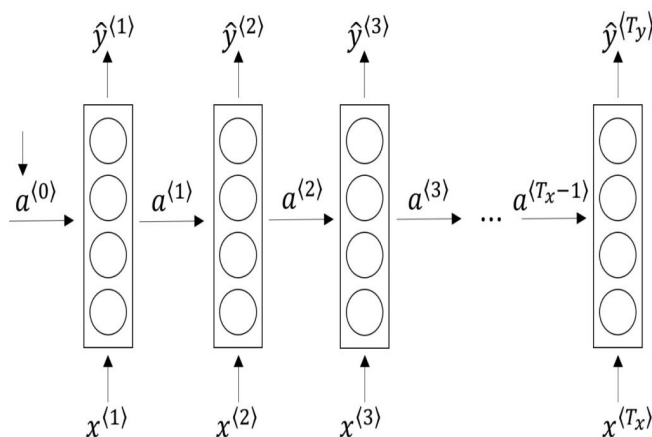 ŷ⟨1⟩ ŷ⟨2⟩ ŷ⟨3⟩ ŷ⟨Ty⟩
a⟨0⟩ a⟨1⟩ a⟨2⟩ a⟨3⟩ ... a⟨Tx−1⟩
x⟨1⟩ x⟨2⟩ x⟨3⟩ x⟨Tx⟩